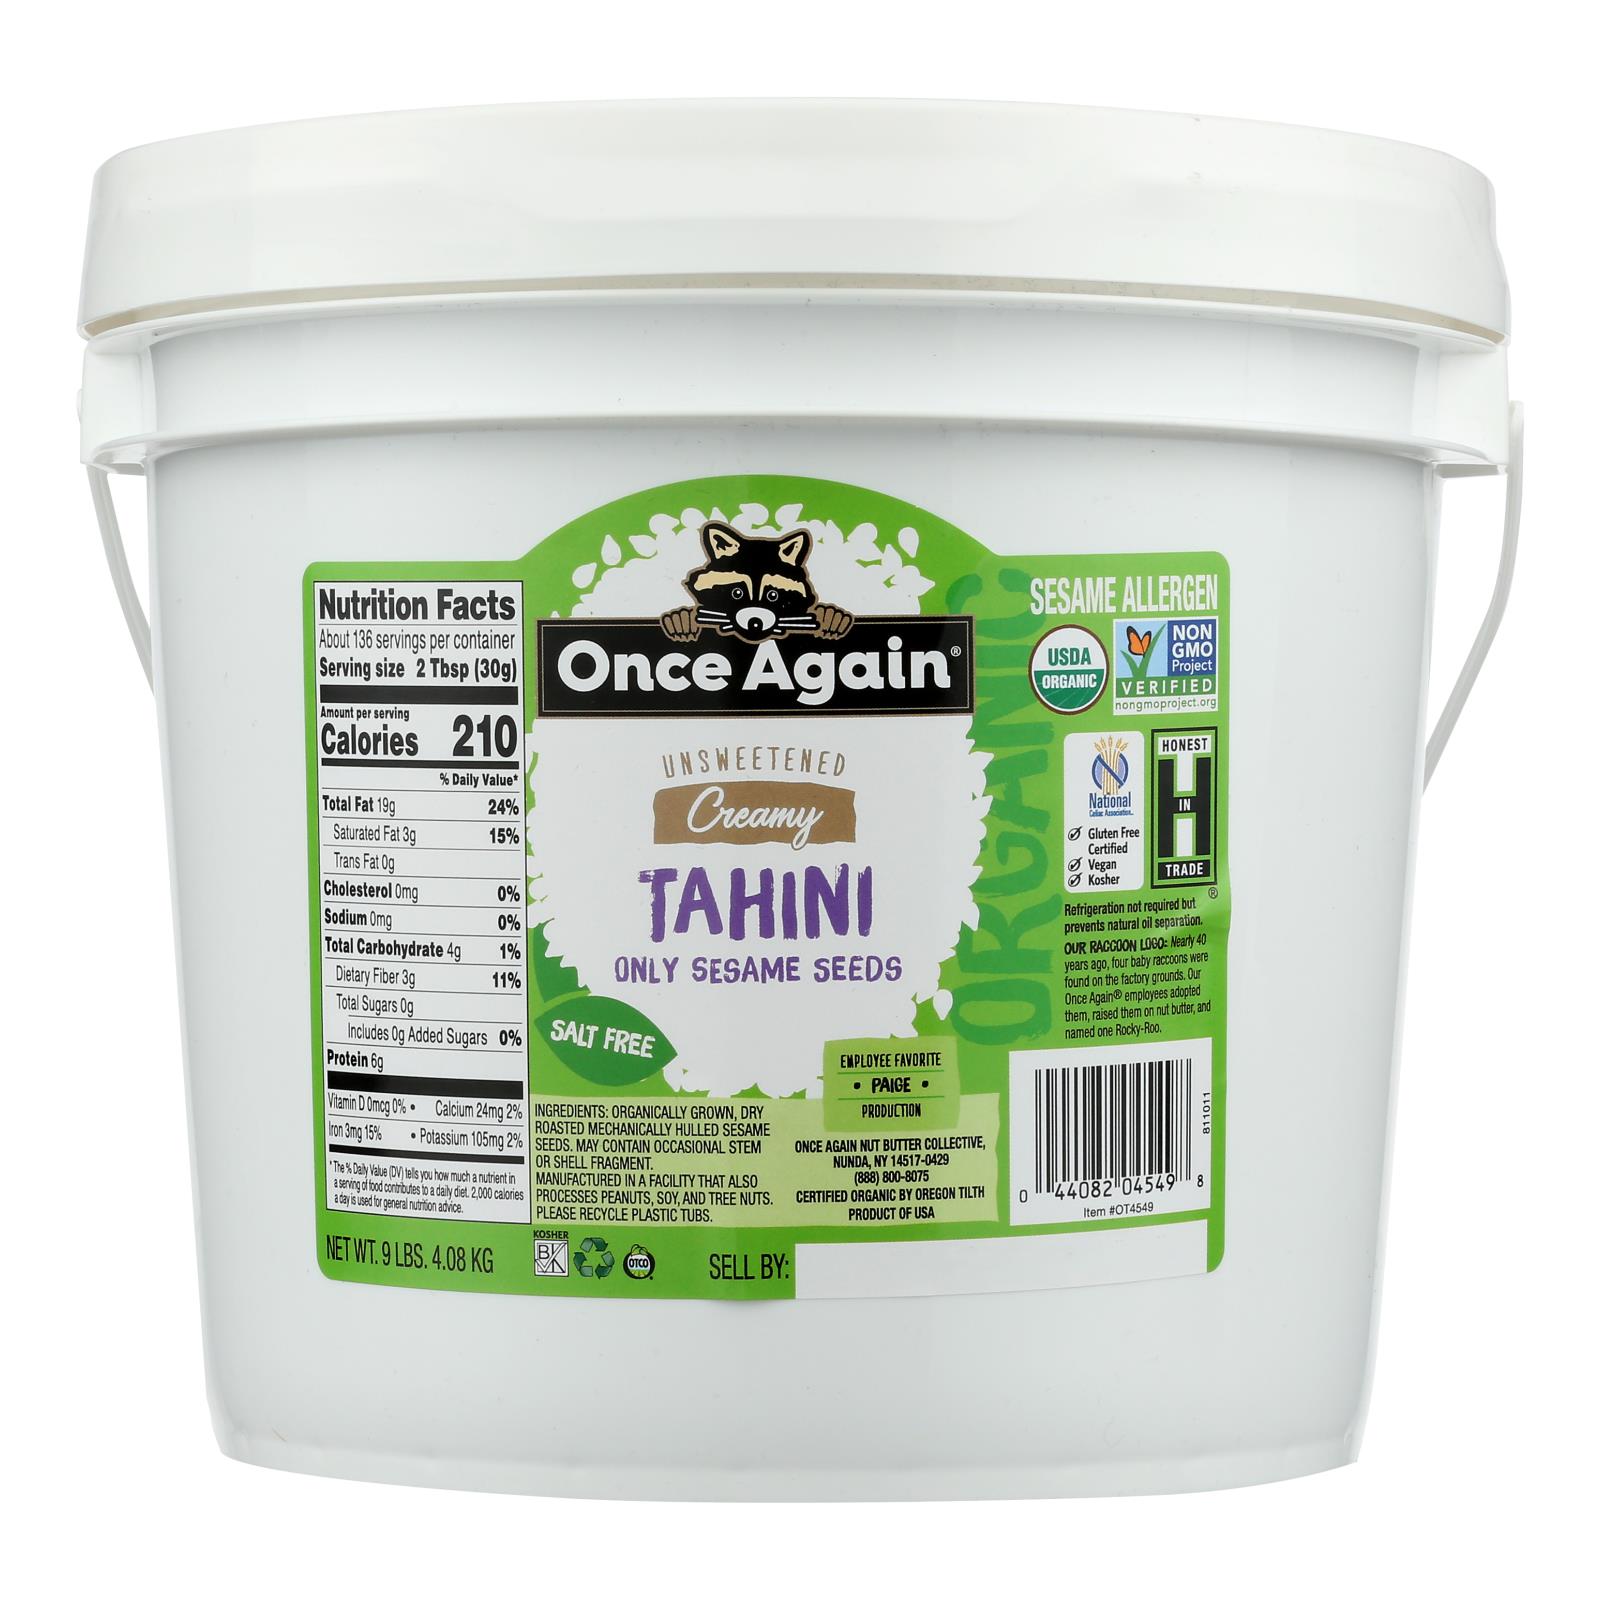 Nutrition Facts
About 136 servings per container
Serving size 2 Tbsp (30g)
Amount per serving
Calories 210
% Daily Value*
Total Fat 19g 24%
Saturated Fat 3g 15%
Trans Fat 0g
Cholesterol 0mg 0%
Sodium 0mg 0%
Total Carbohydrate 4g 1%
Dietary Fiber 3g 11%
Total Sugars 0g
Includes 0g Added Sugars 0%
Protein 6g
Vitamin D 0mcg 0% • Calcium 24mg 2%
Iron 3mg 15% • Potassium 105mg 2%
*The % Daily Value (DV) tells you how much a nutrient in
a serving of food contributes to a daily diet. 2,000 calories
a day is used for general nutrition advice.
NET WT. 9 LBS. 4.08 KG
Once Again®
UNSWEETENED
Creamy
TAHINI
ONLY SESAME SEEDS
SALT FREE
ORGANIC
EMPLOYEE FAVORITE
• PAIGE •
PRODUCTION
INGREDIENTS: ORGANICALLY GROWN, DRY
ROASTED MECHANICALLY HULLED SESAME
SEEDS. MAY CONTAIN OCCASIONAL STEM
OR SHELL FRAGMENT.
MANUFACTURED IN A FACILITY THAT ALSO
PROCESSES PEANUTS, SOY, AND TREE NUTS.
PLEASE RECYCLE PLASTIC TUBS.
ONCE AGAIN NUT BUTTER COLLECTIVE,
NUNDA, NY 14517-0429
(888) 800-8075
CERTIFIED ORGANIC BY OREGON TILTH
PRODUCT OF USA
KOSHER
BVK
OTCO
SELL BY:
SESAME ALLERGEN
USDA
ORGANIC
NON
GMO
Project
VERIFIED
nongmoproject.org
National
Celiac Association
Gluten Free
Certified
Vegan
Kosher
HONEST
IN
TRADE
®
Refrigeration not required but
prevents natural oil separation.
OUR RACCOON LOGO: Nearly 40
years ago, four baby raccoons were
found on the factory grounds. Our
Once Again® employees adopted
them, raised them on nut butter, and
named one Rocky-Roo.
0 44082 04549 8
Item #OT4549
811011